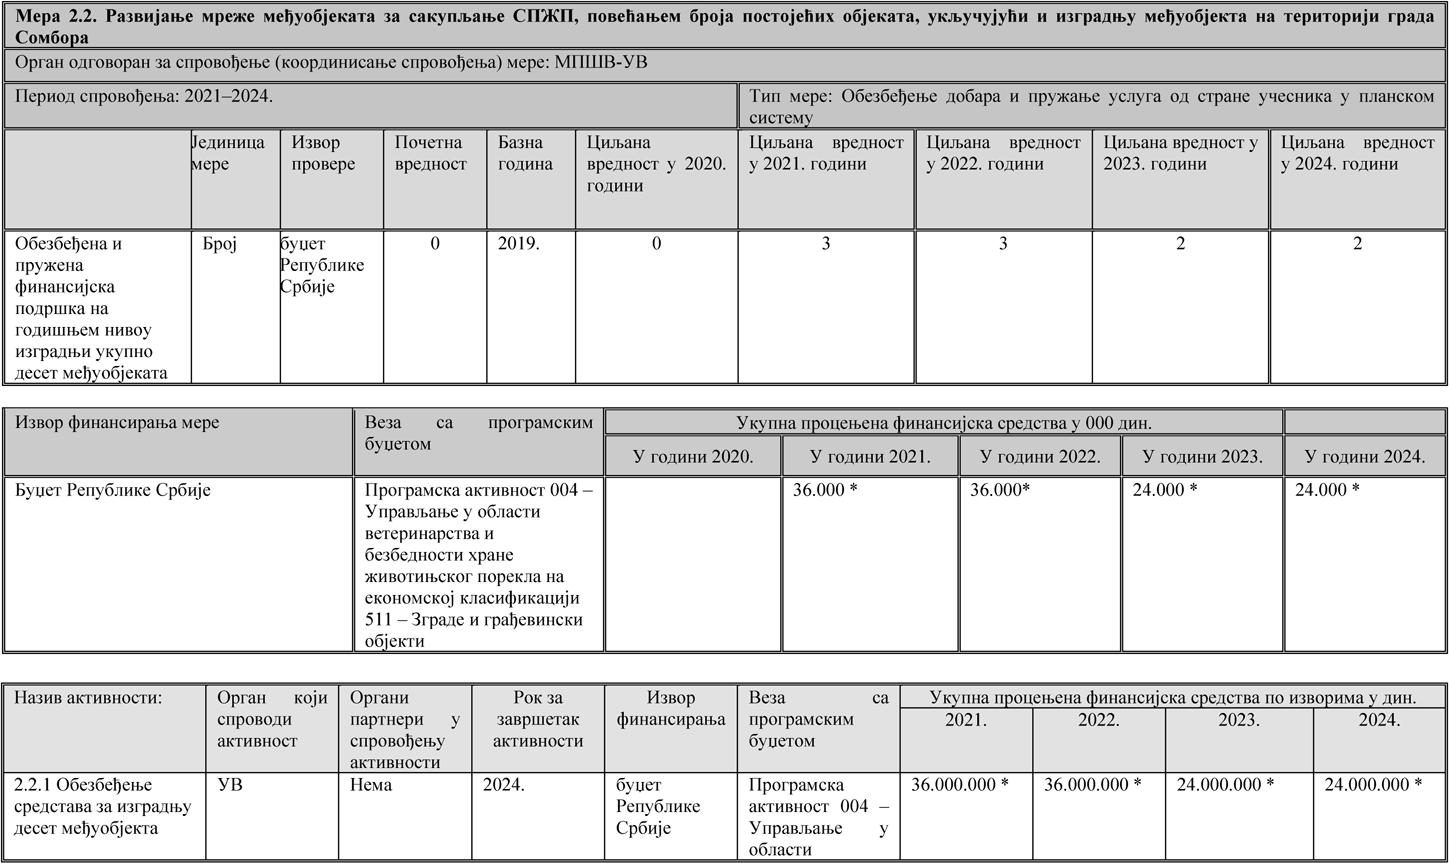 Мера 2.2. Развијање мреже међуобјеката за сакупљање СПЖП, повећањем броја постојећих објеката, укључујући и изградњу међуобјекта на територији града
Сомбора
Орган одговоран за спровођење (координисање спровођења) мере: МПШВ-УВ
Период спровођења: 2021–2024.
Тип мере: Обезбеђење добара и пружање услуга од стране учесника у планском
систему
Јединица
мере
Извор
провере
Почетна
вредност
Базна
година
Циљана
вредност у 2020.
години
Циљана вредност
у 2021. години
Циљана вредност
у 2022. години
Циљана вредност у
2023. години
Циљана вредност
у 2024. години
Обезбеђена и
пружена
финансијска
подршка на
годишњем нивоу
изградњи укупно
десет међуобјеката
Број
буџет
Републике
Србије
0
2019.
0
3
3
2
2
Извор финансирања мере
Веза са програмским
буџетом
Укупна процењена финансијска средства у 000 дин.
У години 2020.
У години 2021.
У години 2022.
У години 2023.
У години 2024.
Буџет Републике Србије
Програмска активност 004 –
Управљање у области
ветеринарства и
безбедности хране
животињског порекла на
економској класификацији
511 – Зграде и грађевински
објекти
36.000 *
36.000*
24.000 *
24.000 *
Назив активности:
Орган који
спроводи
активност
Органи
партнери у
спровођењу
активности
Рок за
завршетак
активности
Извор
финансирања
Веза са
програмским
буџетом
Укупна процењена финансијска средства по изворима у дин.
2021.
2022.
2023.
2024.
2.2.1 Обезбеђење
средстава за изградњу
десет међуобјекта
УВ
Нема
2024.
буџет
Републике
Србије
Програмска
активност 004 –
Управљање у
области
36.000.000 *
36.000.000 *
24.000.000 *
24.000.000 *